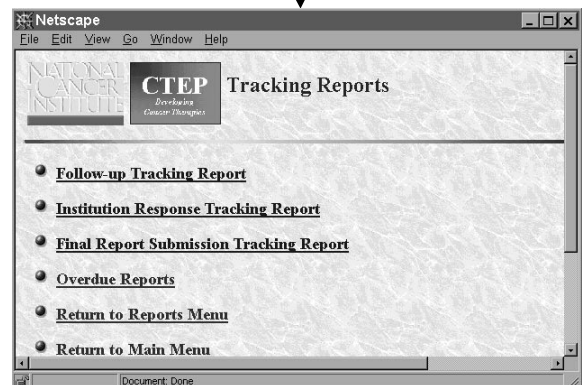 Netscape
File Edit View Go Window Help
NATIONAL
CANCER
INSTITUTE
CTEP
Developing
Cancer Therapies
Tracking Reports
Follow-up Tracking Report
Institution Response Tracking Report
Final Report Submission Tracking Report
Overdue Reports
Return to Reports Menu
Return to Main Menu
Document: Done